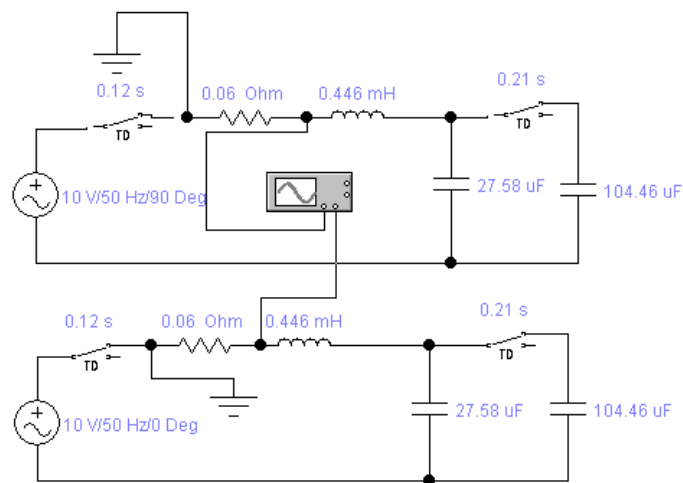 0.12 s
0.06 Ohm
0.446 mH
0.21 s
TD
TD
10 V/50 Hz/90 Deg
27.58 uF
104.46 uF
0.12 s
0.06 Ohm
0.446 mH
0.21 s
TD
TD
10 V/50 Hz/0 Deg
27.58 uF
104.46 uF